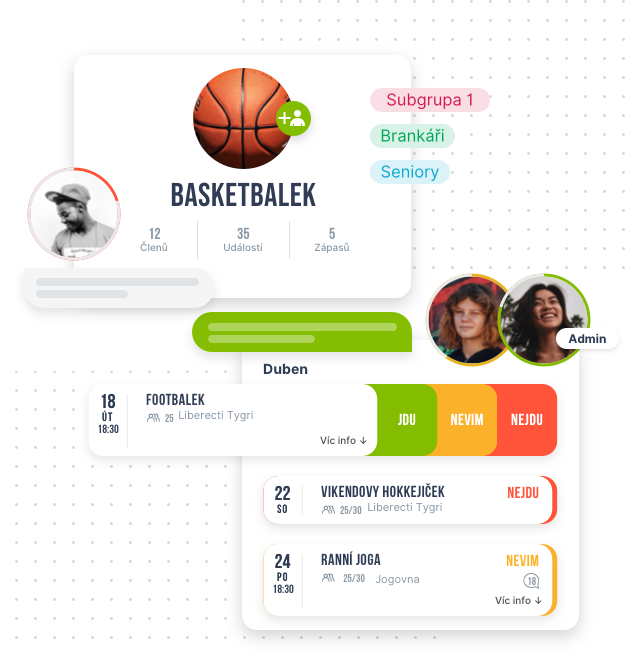 Subgrupa 1
Brankáři
Seniory
BASKETBALEK
12 35 5
Členů Událostí Zápasů
Admin
Duben
18 ÚT 18:30
FOOTBALEK
25 Liberecti Tygri
Víc info ↓
JDU NEVIM NEJDU
22 SO
VIKENDOVY HOKKEJIČEK
25/30 Liberecti Tygri
NEJDU
24 PO 18:30
RANNÍ JOGA
25/30 Jogovna
NEVIM
18
Víc info ↓